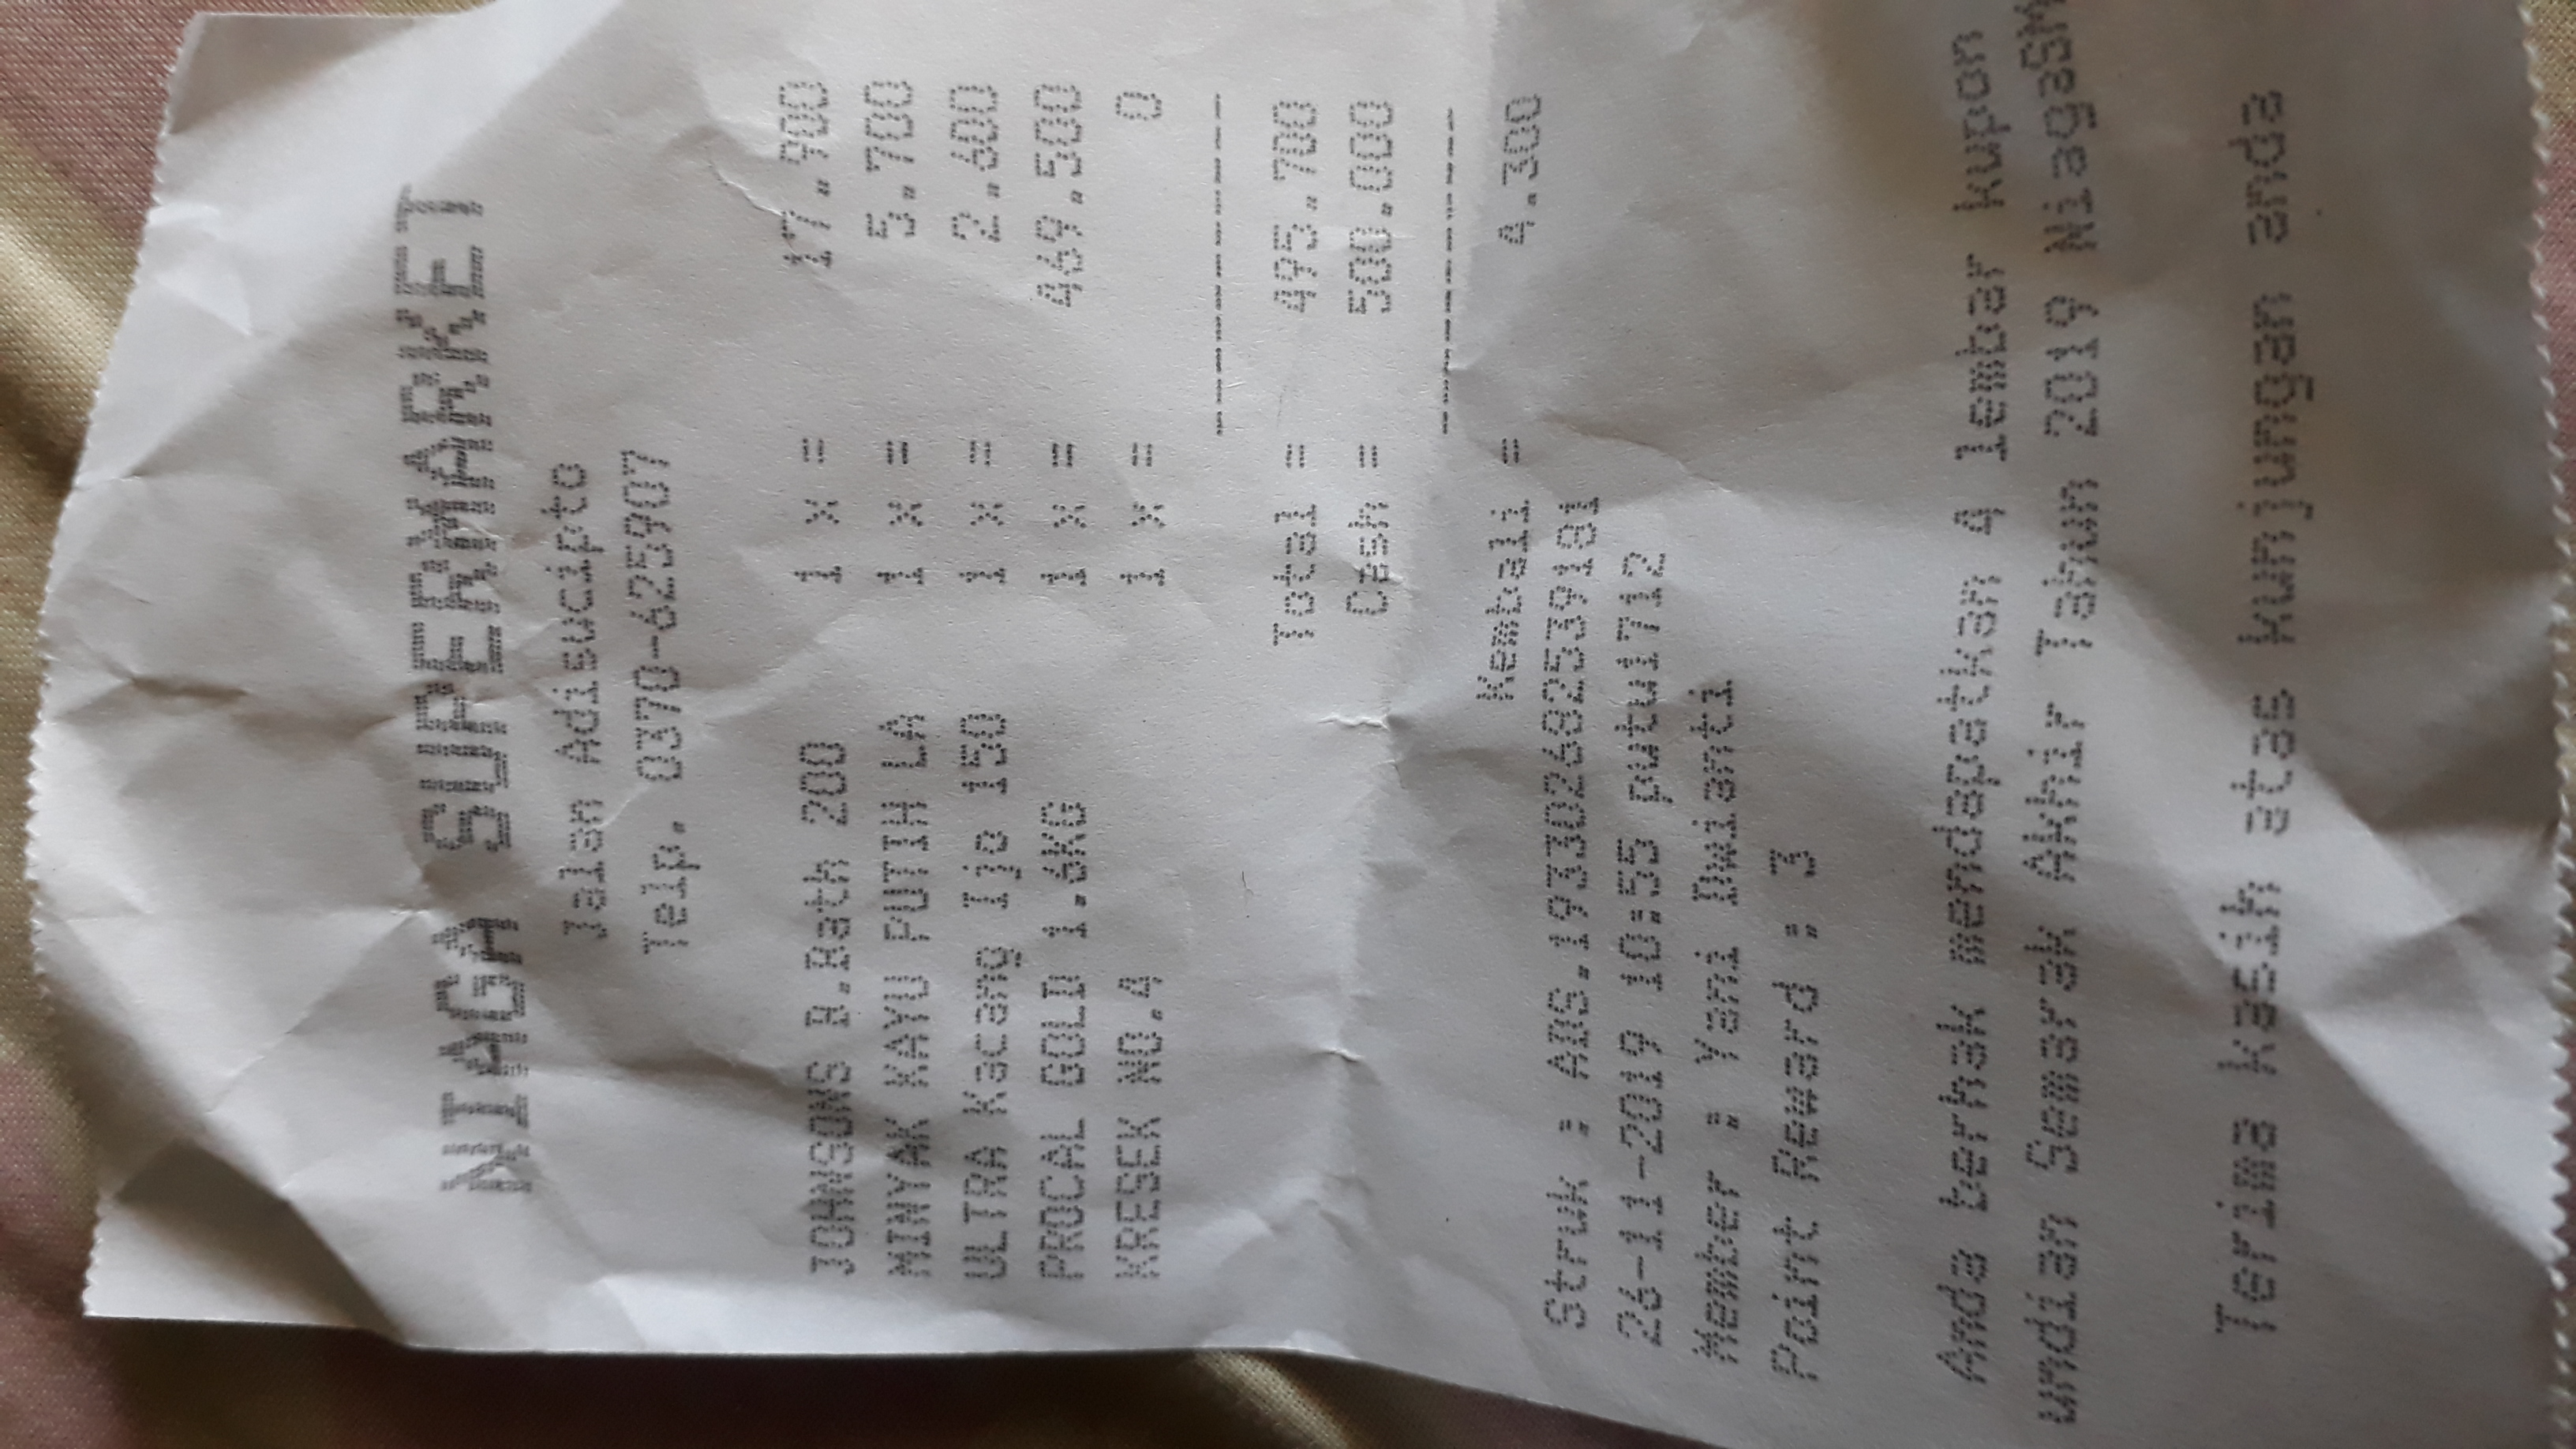 NIAGA SUPERMARKET
Jalan Adisucipto
Telp. 0370-625907
JOHNSONS B.Bath 200 1 x = 17.900
MINYAK KAYU PUTIH LA 1 x = 5.700
ULTRA Kacang Ijo 150 1 x = 2.600
PROCAL GOLD 1.6KG 1 x = 469.500
KRESEK NO.4 1 x = 0
Total = 495.700
Cash = 500.000
Kembali = 4.300
Struk : ADS.193302682539181
26-11-2019 10:55 putu1712
Member : Yani Dwianti
Point Reward : 3
Anda berhak mendapatkan 4 lembar kupon
undian Semarak Akhir Tahun 2019 NiagaSM
Terima kasih atas kunjungan anda